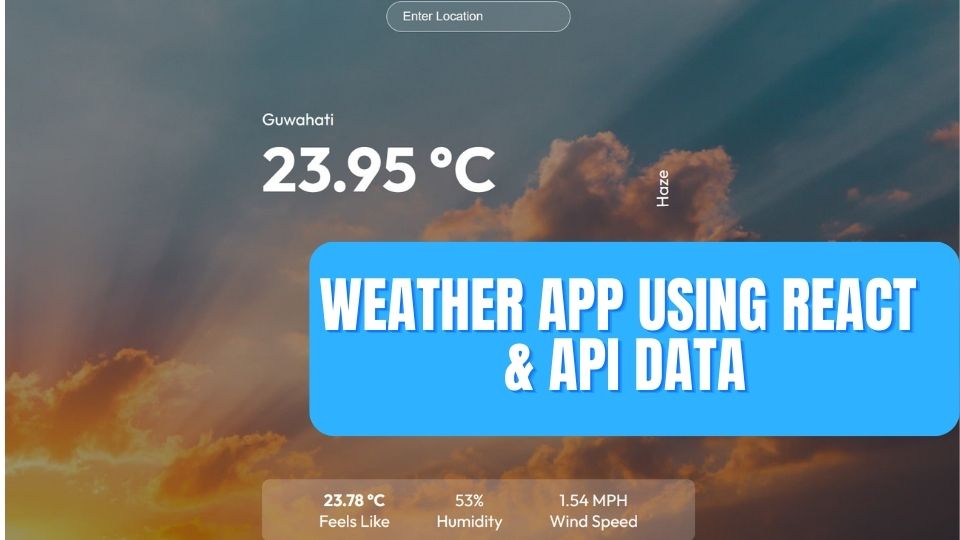 Enter Location
Guwahati
23.95 °C
Haze
WEATHER APP USING REACT
& API DATA
23.78 °C 53% 1.54 MPH
Feels Like Humidity Wind Speed